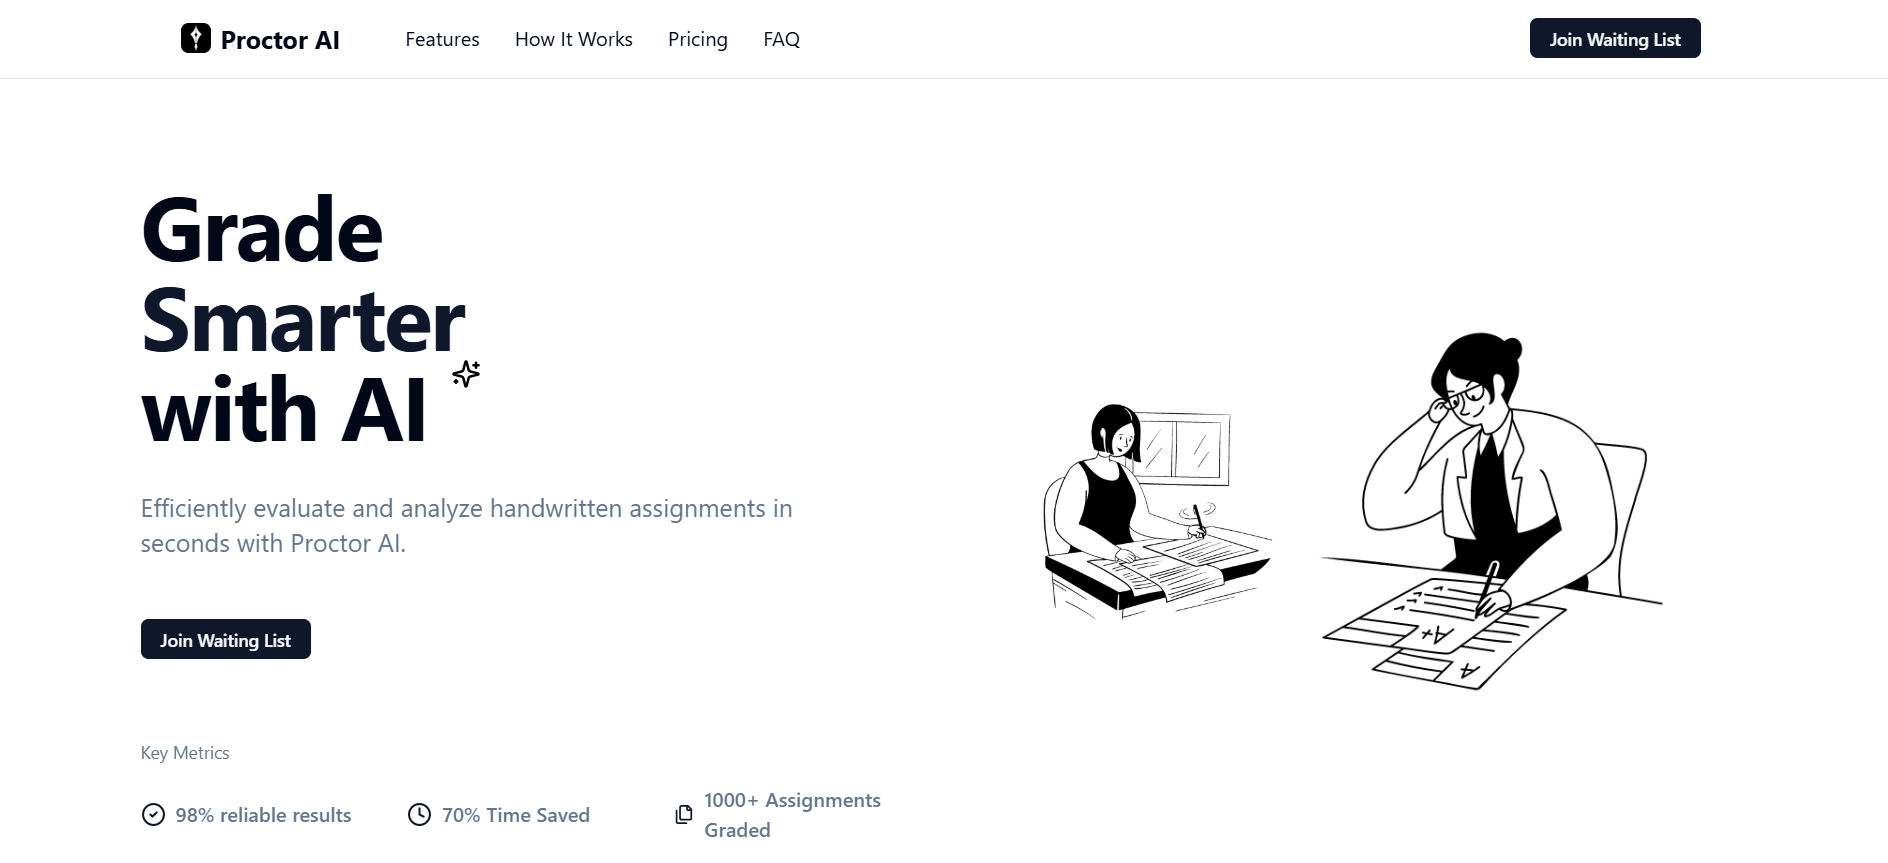 Proctor AI
Features
How It Works
Pricing
FAQ
Join Waiting List
Grade
Smarter
with AI
Efficiently evaluate and analyze handwritten assignments in
seconds with Proctor AI.
Join Waiting List
A+
A
Key Metrics
98% reliable results
70% Time Saved
1000+ Assignments
Graded